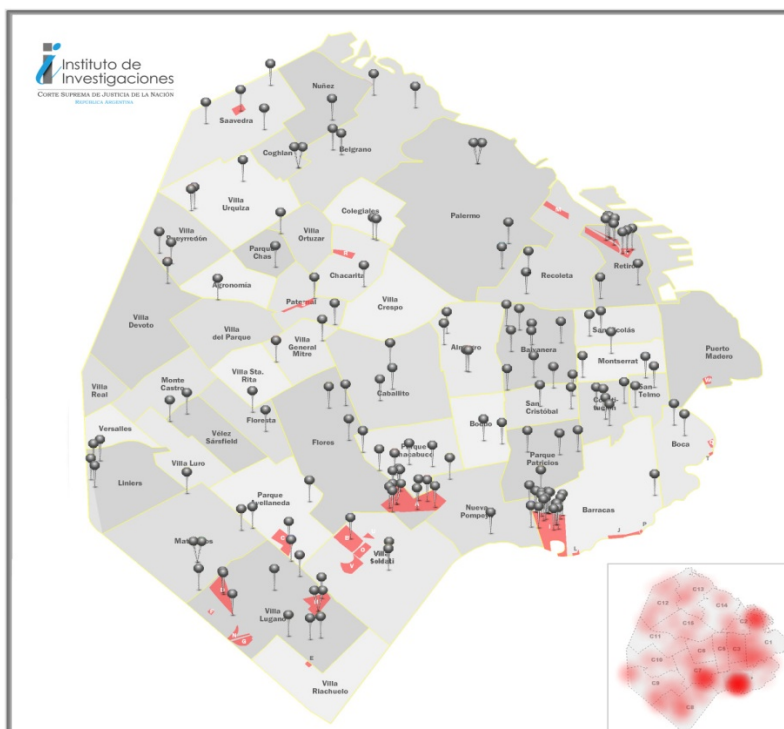 Instituto de
Investigaciones
CORTE SUPREMA DE JUSTICIA DE LA NACIÓN
REPÚBLICA ARGENTINA
Nuñez
Saavedra
Coghlan
Belgrano
Villa
Urquiza
Colegiales
Palermo
Villa
Pueyrredón
Villa
Ortuzar
Parque
Chas
Retiro
Recoleta
Chacarita
Agronomía
Paternal
Villa
Crespo
Villa
Devoto
Villa
del Parque
Villa
General
Mitre
Almagro
Balvanera
San Nicolás
Puerto
Madero
Montserrat
Villa
Real
Monte
Castro
Villa Sta.
Rita
Caballito
San
Telmo
San
Cristóbal
Constitución
Versalles
Vélez
Sársfield
Floresta
Flores
Boedo
Boca
Parque
Chacabuco
Parque
Patricios
Liniers
Villa Luro
Parque
Avellaneda
Nueva
Pompeya
Barracas
J
P
L
Mataderos
Villa
Soldati
Villa
Lugano
E
Villa
Riachuelo
C13
C12
C14
C2
C15
C11
C1
C6
C5
C3
C10
C7
C9
C8